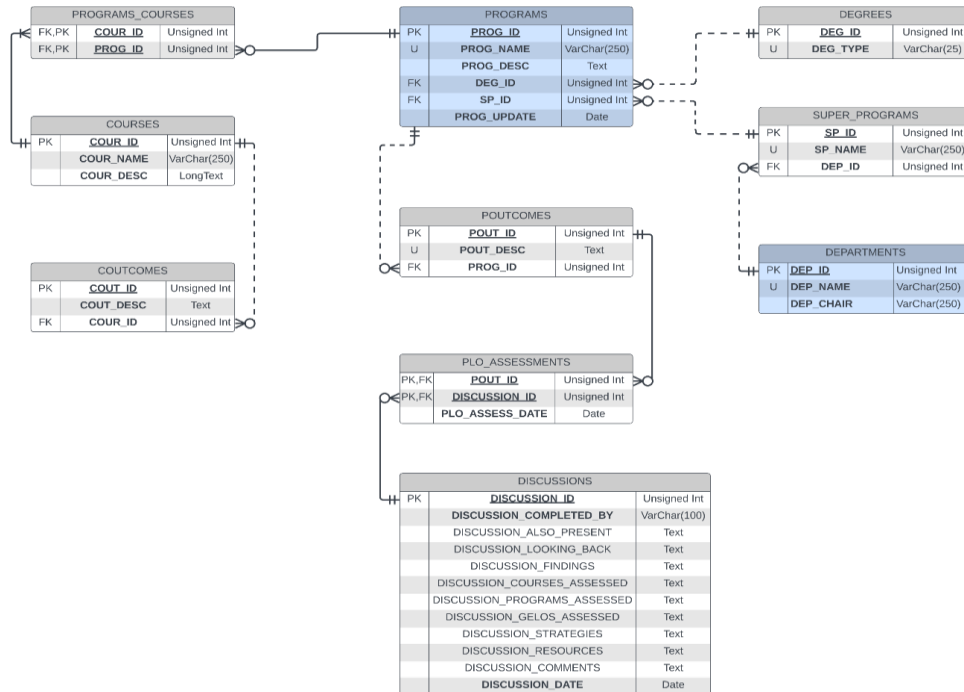 PROGRAMS_COURSES
FK,PK COUR_ID Unsigned Int
FK,PK PROG_ID Unsigned Int
PROGRAMS
PK PROG_ID Unsigned Int
U PROG_NAME VarChar(250)
PROG_DESC Text
FK DEG_ID Unsigned Int
FK SP_ID Unsigned Int
PROG_UPDATE Date
DEGREES
PK DEG_ID Unsigned Int
U DEG_TYPE VarChar(25)
COURSES
PK COUR_ID Unsigned Int
COUR_NAME VarChar(250)
COUR_DESC LongText
SUPER_PROGRAMS
PK SP_ID Unsigned Int
U SP_NAME VarChar(250)
FK DEP_ID Unsigned Int
POUTCOMES
PK POUT_ID Unsigned Int
U POUT_DESC Text
FK PROG_ID Unsigned Int
DEPARTMENTS
PK DEP_ID Unsigned Int
U DEP_NAME VarChar(250)
DEP_CHAIR VarChar(250)
COUTCOMES
PK COUT_ID Unsigned Int
COUT_DESC Text
FK COUR_ID Unsigned Int
PLO_ASSESSMENTS
PK,FK POUT_ID Unsigned Int
PK,FK DISCUSSION_ID Unsigned Int
PLO_ASSESS_DATE Date
DISCUSSIONS
PK DISCUSSION_ID Unsigned Int
DISCUSSION_COMPLETED_BY VarChar(100)
DISCUSSION_ALSO_PRESENT Text
DISCUSSION_LOOKING_BACK Text
DISCUSSION_FINDINGS Text
DISCUSSION_COURSES_ASSESSED Text
DISCUSSION_PROGRAMS_ASSESSED Text
DISCUSSION_GELOS_ASSESSED Text
DISCUSSION_STRATEGIES Text
DISCUSSION_RESOURCES Text
DISCUSSION_COMMENTS Text
DISCUSSION_DATE Date